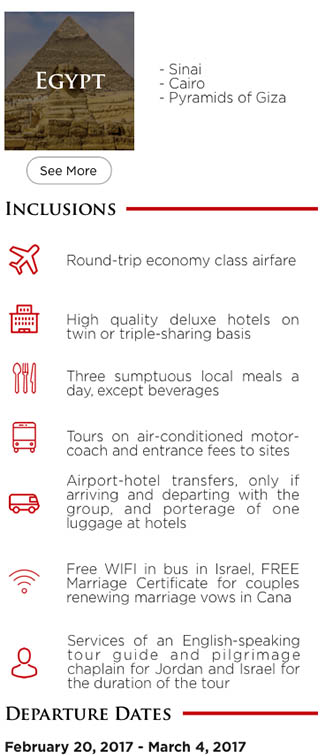 EGYPT
- Sinai
- Cairo
- Pyramids of Giza
See More
INCLUSIONS
Round-trip economy class airfare
High quality deluxe hotels on
twin or triple-sharing basis
Three sumptuous local meals a
day, except beverages
Tours on air-conditioned motor-
coach and entrance fees to sites
Airport-hotel transfers, only if
arriving and departing with the
group, and porterage of one
luggage at hotels
Free WIFI in bus in Israel, FREE
Marriage Certificate for couples
renewing marriage vows in Cana
Services of an English-speaking
tour guide and pilgrimage
chaplain for Jordan and Israel for
the duration of the tour
DEPARTURE DATES
February 20, 2017 - March 4, 2017